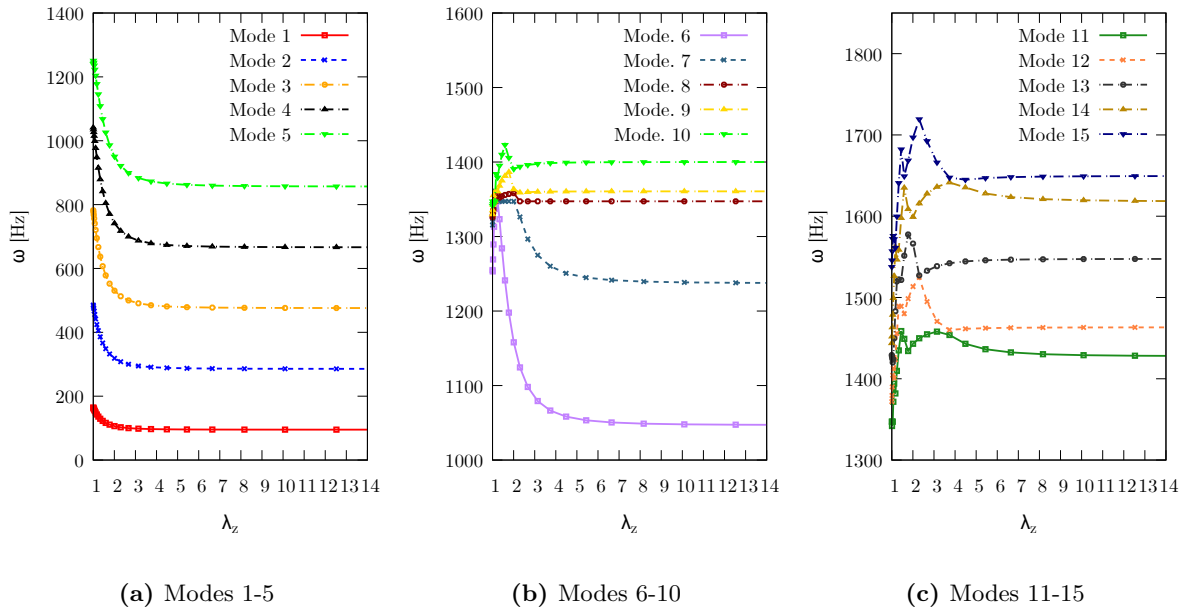 1400
1200
1000
800
600
400
200
0
ω [Hz]
Mode 1
Mode 2
Mode 3
Mode 4
Mode 5
1 2 3 4 5 6 7 8 9 10 11 12 13 14
λz
(a) Modes 1-5
1600
1500
1400
1300
1200
1100
1000
ω [Hz]
Mode. 6
Mode. 7
Mode. 8
Mode. 9
Mode. 10
1 2 3 4 5 6 7 8 9 10 11 12 13 14
λz
(b) Modes 6-10
1800
1700
1600
1500
1400
1300
ω [Hz]
Mode 11
Mode 12
Mode 13
Mode 14
Mode 15
1 2 3 4 5 6 7 8 9 10 11 12 13 14
λz
(c) Modes 11-15